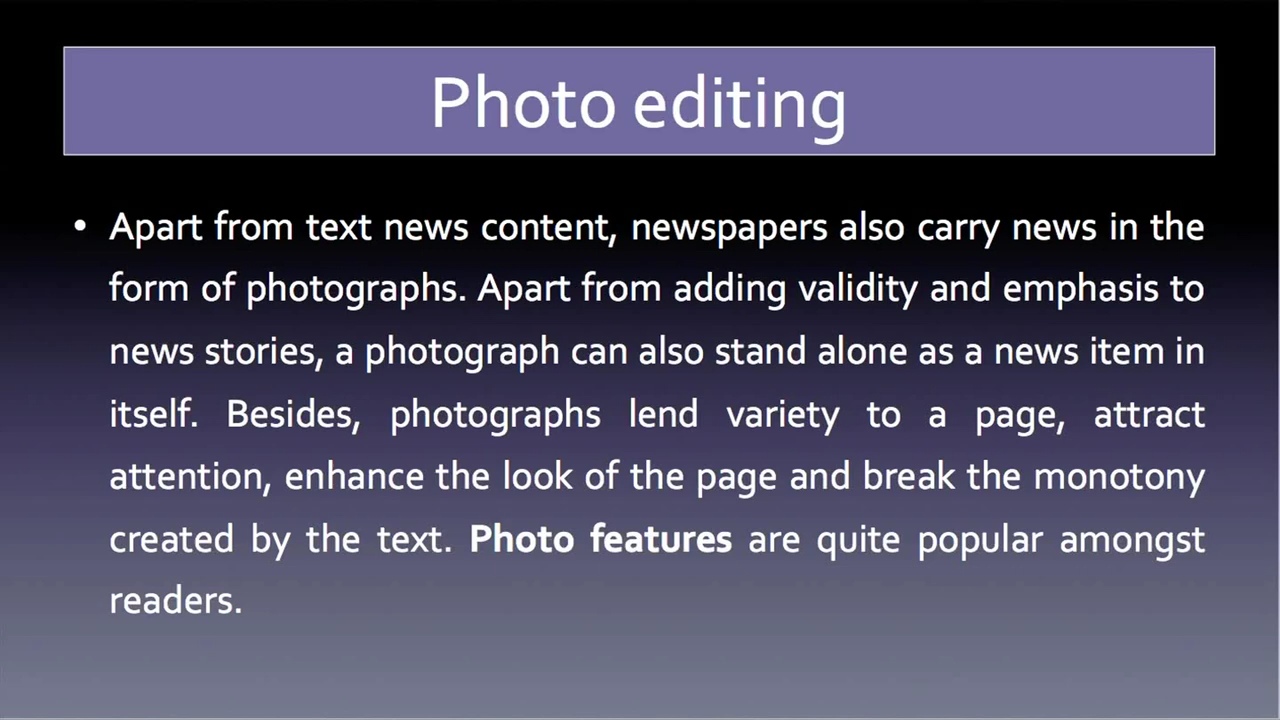 Photo editing
• Apart from text news content, newspapers also carry news in the
form of photographs. Apart from adding validity and emphasis to
news stories, a photograph can also stand alone as a news item in
itself. Besides, photographs lend variety to a page, attract
attention, enhance the look of the page and break the monotony
created by the text. Photo features are quite popular amongst
readers.